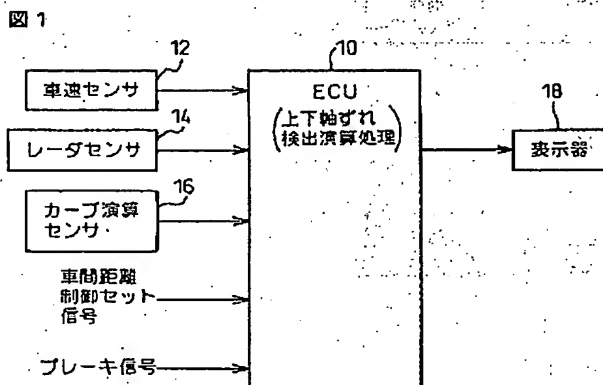 図1
12
車速センサ
14
レーダセンサ
16
カーブ演算
センサ
車間距離
制御セット
信号
ブレーキ信号
10
ECU
(上下軸ずれ
検出演算処理)
18
表示器